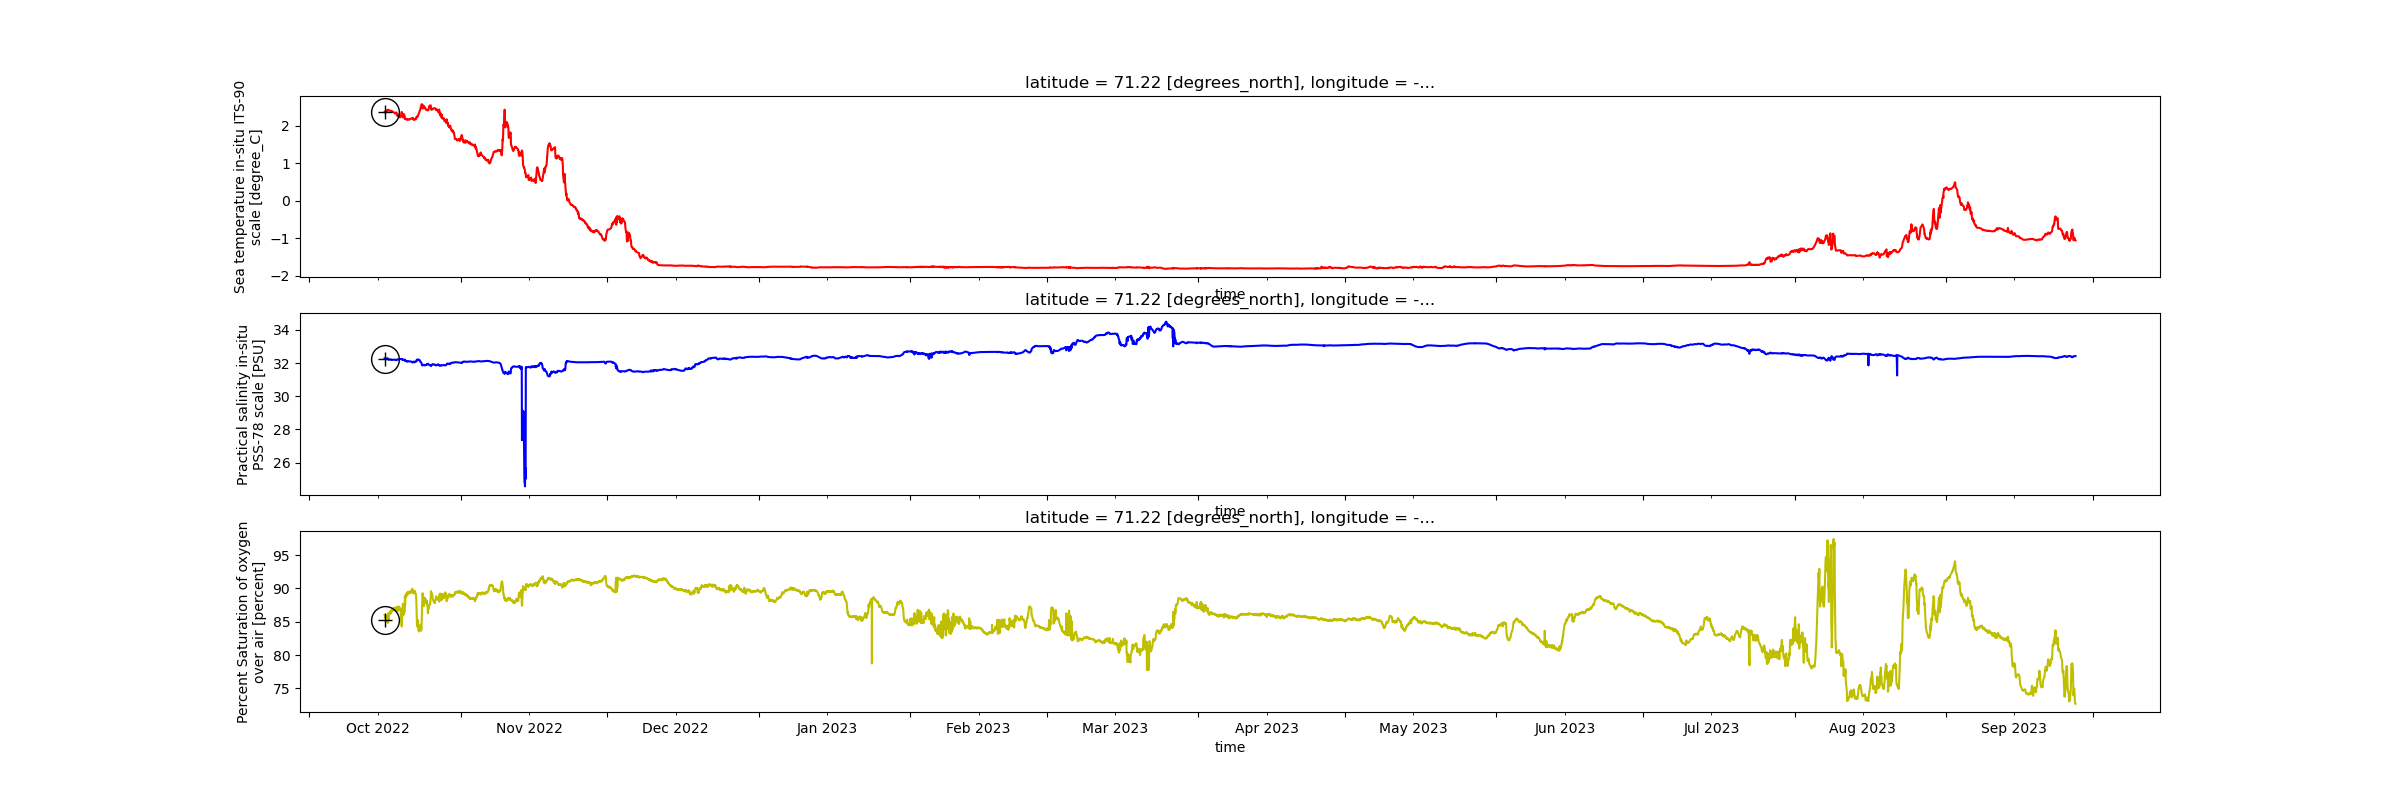 latitude = 71.22 [degrees_north], longitude = -...
Sea temperature in-situ ITS-90
scale [degree_C]
2
1
0
−1
−2
time
latitude = 71.22 [degrees_north], longitude = -...
Practical salinity in-situ
PSS-78 scale [PSU]
34
32
30
28
26
time
latitude = 71.22 [degrees_north], longitude = -...
Percent Saturation of oxygen
over air [percent]
95
90
85
80
75
Oct 2022 Nov 2022 Dec 2022 Jan 2023 Feb 2023 Mar 2023 Apr 2023 May 2023 Jun 2023 Jul 2023 Aug 2023 Sep 2023
time